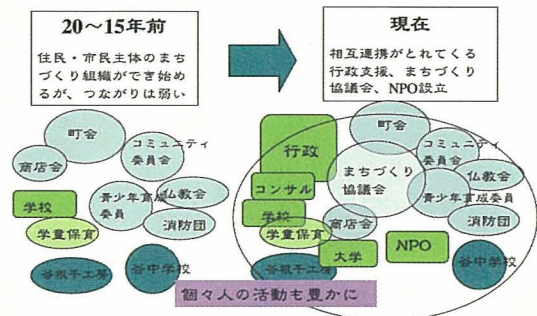 20～15年前
住民・市民主体のまち
づくり組織ができ始め
るが、つながりは弱い
現在
相互連携がとれてくる
行政支援、まちづくり
協議会、NPO設立
町会
コミュニティ
委員会
商店会
学校
青少年育成
委員
仏教会
学童保育
消防団
谷根千工房
谷中学校
町会
行政
コミュニティ
委員会
まちづくり
協議会
仏教会
コンサル
青少年育成委員
学校
商店会
消防団
学童保育
大学
NPO
谷根千工房
谷中学校
個々人の活動も豊かに